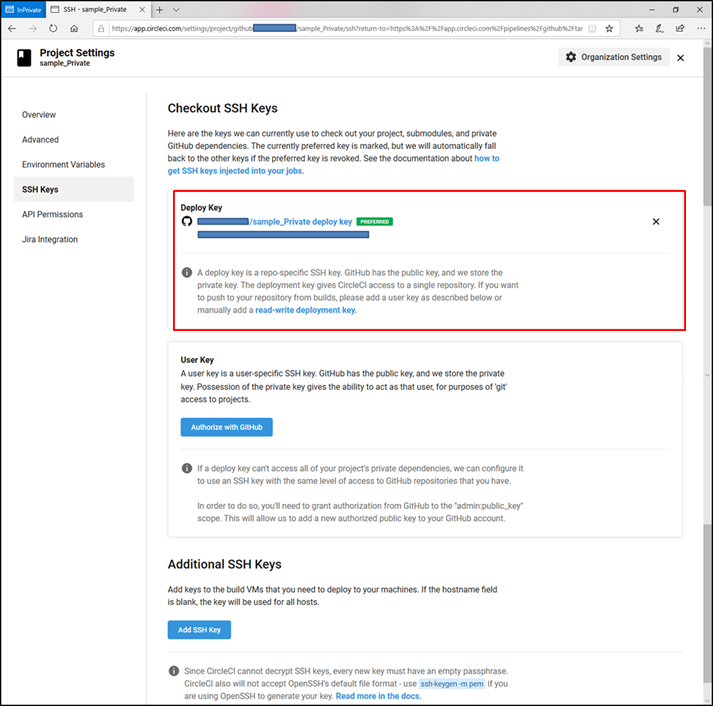 InPrivate
SSH - sample_Private
https://app.circleci.com/settings/project/github
/sample_Private/ssh?return-to=https%3A%2F%2Fapp.circleci.com%2Fpipelines%2Fgithub%2Ftar
Project Settings
sample_Private
Organization Settings
Overview
Advanced
Environment Variables
SSH Keys
API Permissions
Jira Integration
Checkout SSH Keys
Here are the keys we can currently use to check out your project, submodules, and private
GitHub dependencies. The currently preferred key is marked, but we will automatically fall
back to the other keys if the preferred key is revoked. See the documentation about how to
get SSH keys injected into your jobs.
Deploy Key
/sample_Private deploy key PREFERRED
A deploy key is a repo-specific SSH key. GitHub has the public key, and we store the
private key. The deployment key gives CircleCI access to a single repository. If you want
to push to your repository from builds, please add a user key as described below or
manually add a read-write deployment key.
User Key
A user key is a user-specific SSH key. GitHub has the public key, and we store the private
key. Possession of the private key gives the ability to act as that user, for purposes of 'git'
access to projects.
Authorize with GitHub
If a deploy key can't access all of your project's private dependencies, we can configure it
to use an SSH key with the same level of access to GitHub repositories that you have.
In order to do so, you'll need to grant authorization from GitHub to the "admin:public_key"
scope. This will allow us to add a new authorized public key to your GitHub account.
Additional SSH Keys
Add keys to the build VMs that you need to deploy to your machines. If the hostname field
is blank, the key will be used for all hosts.
Add SSH Key
Since CircleCI cannot decrypt SSH keys, every new key must have an empty passphrase.
CircleCI also will not accept OpenSSH's default file format - use ssh-keygen -m pem if you
are using OpenSSH to generate your key. Read more in the docs.